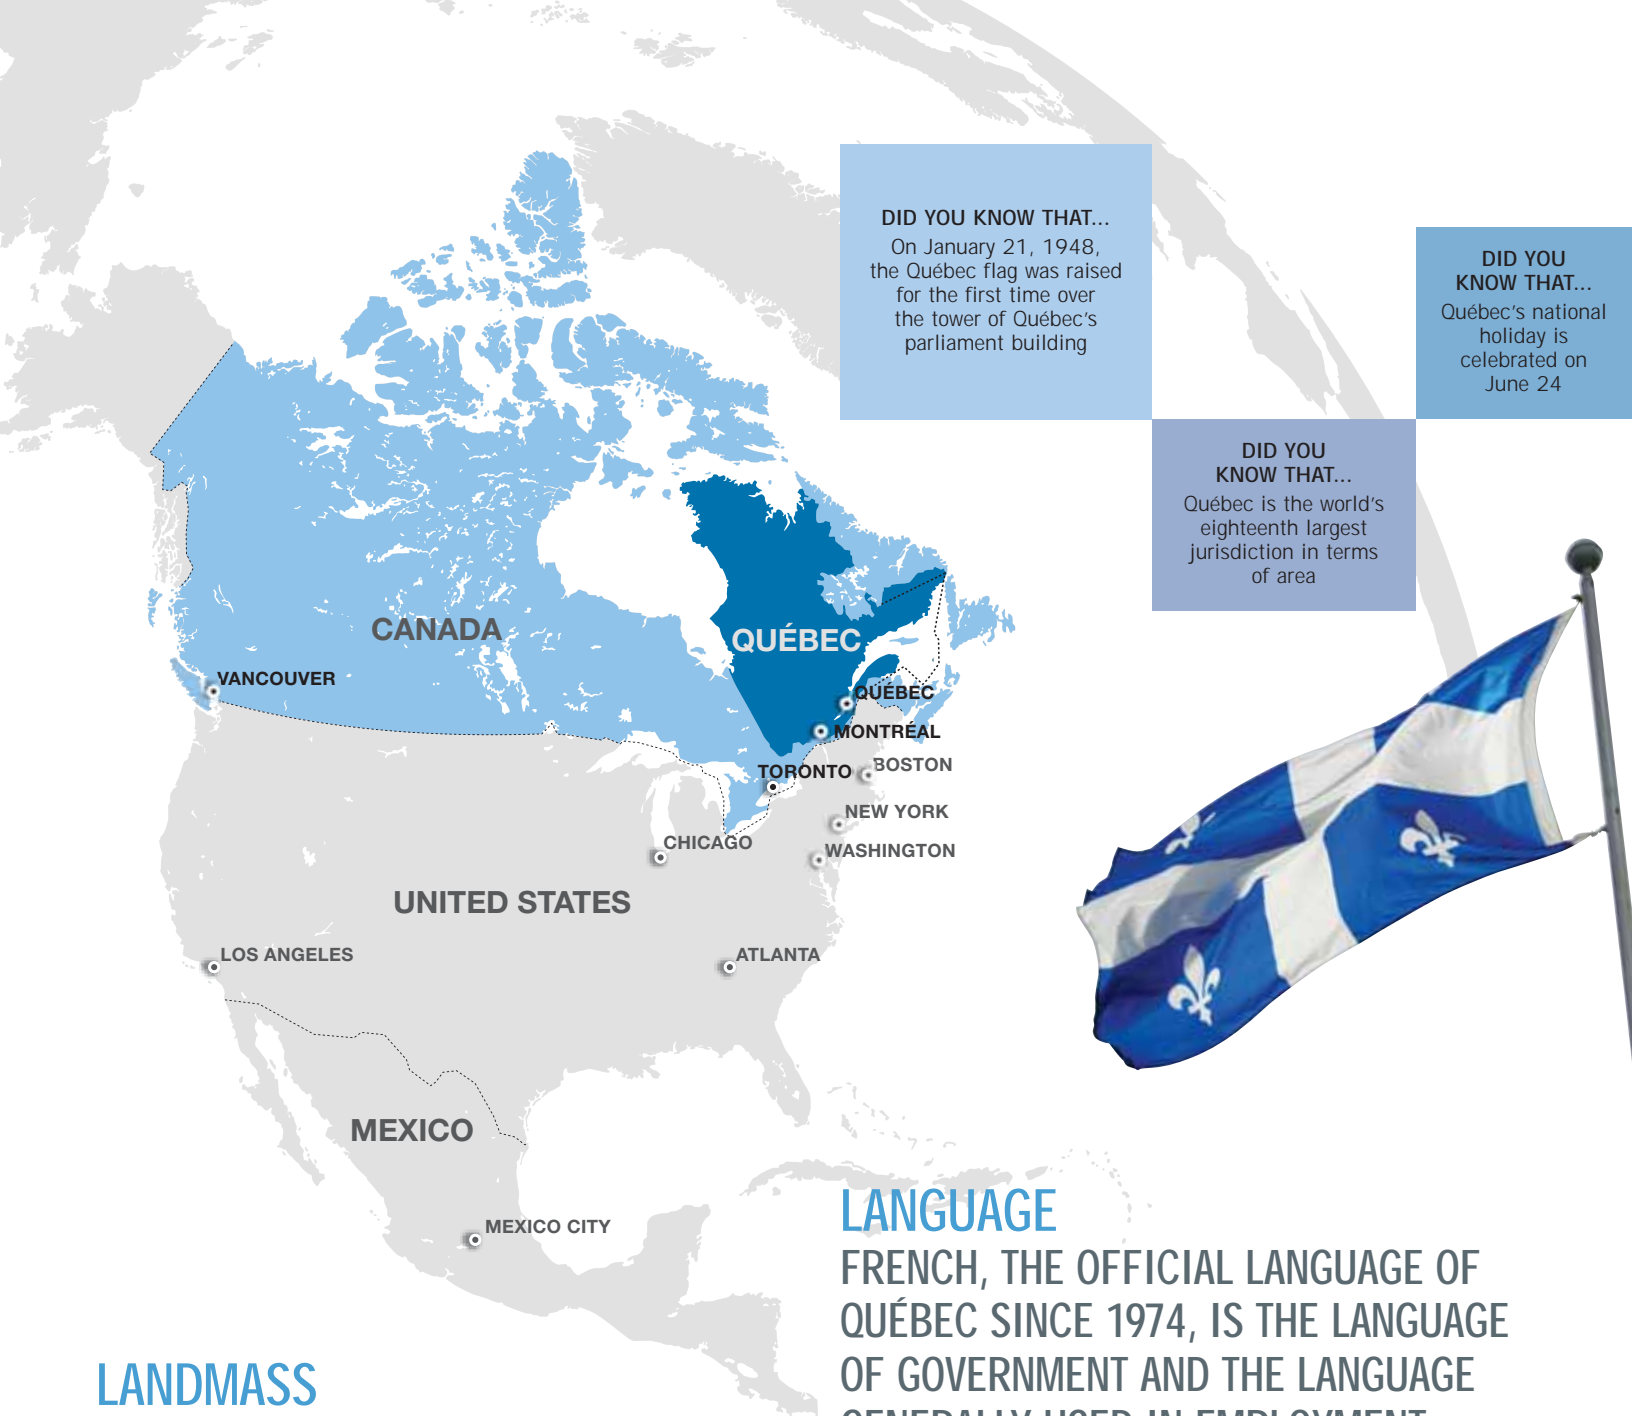 DID YOU KNOW THAT...
On January 21, 1948,
the Québec flag was raised
for the first time over
the tower of Québec's
parliament building
DID YOU
KNOW THAT...
Québec's national
holiday is
celebrated on
June 24
DID YOU
KNOW THAT...
Québec is the world's
eighteenth largest
jurisdiction in terms
of area
CANADA
QUÉBEC
VANCOUVER
QUÉBEC
MONTRÉAL
TORONTO
BOSTON
NEW YORK
CHICAGO
WASHINGTON
UNITED STATES
LOS ANGELES
ATLANTA
MEXICO
MEXICO CITY
LANDMASS
LANGUAGE
FRENCH, THE OFFICIAL LANGUAGE OF
QUÉBEC SINCE 1974, IS THE LANGUAGE
OF GOVERNMENT AND THE LANGUAGE
GENERALLY USED IN EMPLOYMENT